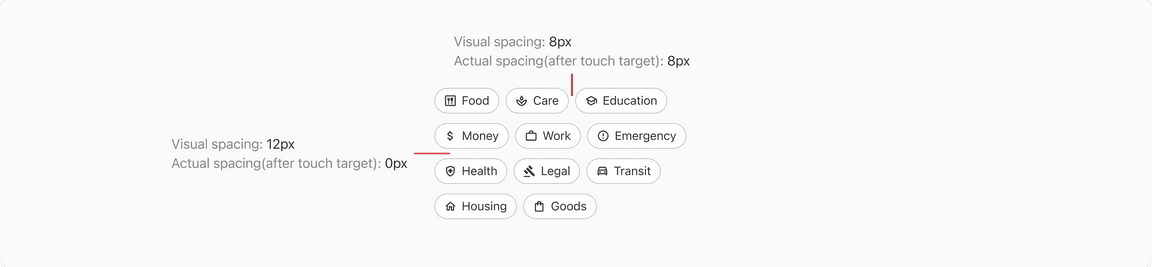 Visual spacing: 8px
Actual spacing(after touch target): 8px
Food Care Education
Money Work Emergency
Visual spacing: 12px
Actual spacing(after touch target): 0px
Health Legal Transit
Housing Goods